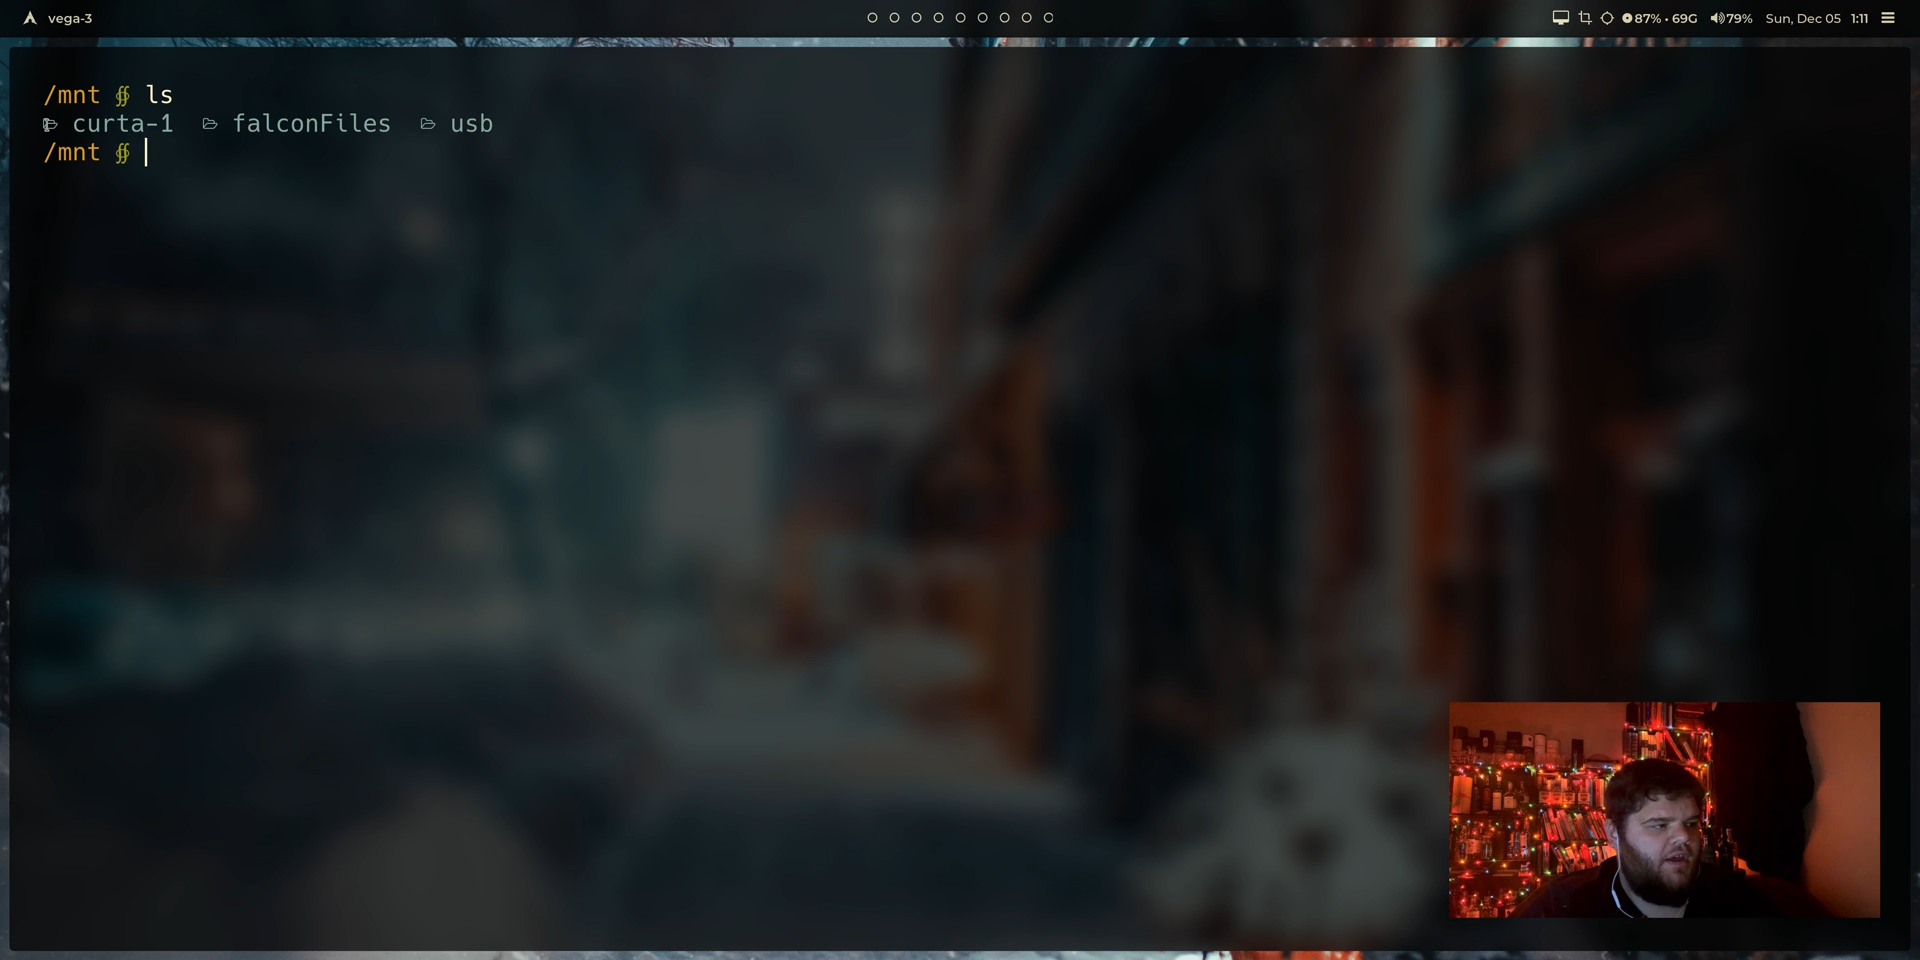 vega-3
87% • 69G 79% Sun, Dec 05 1:11
/mnt ∯ ls
curta-1 falconFiles usb
/mnt ∯